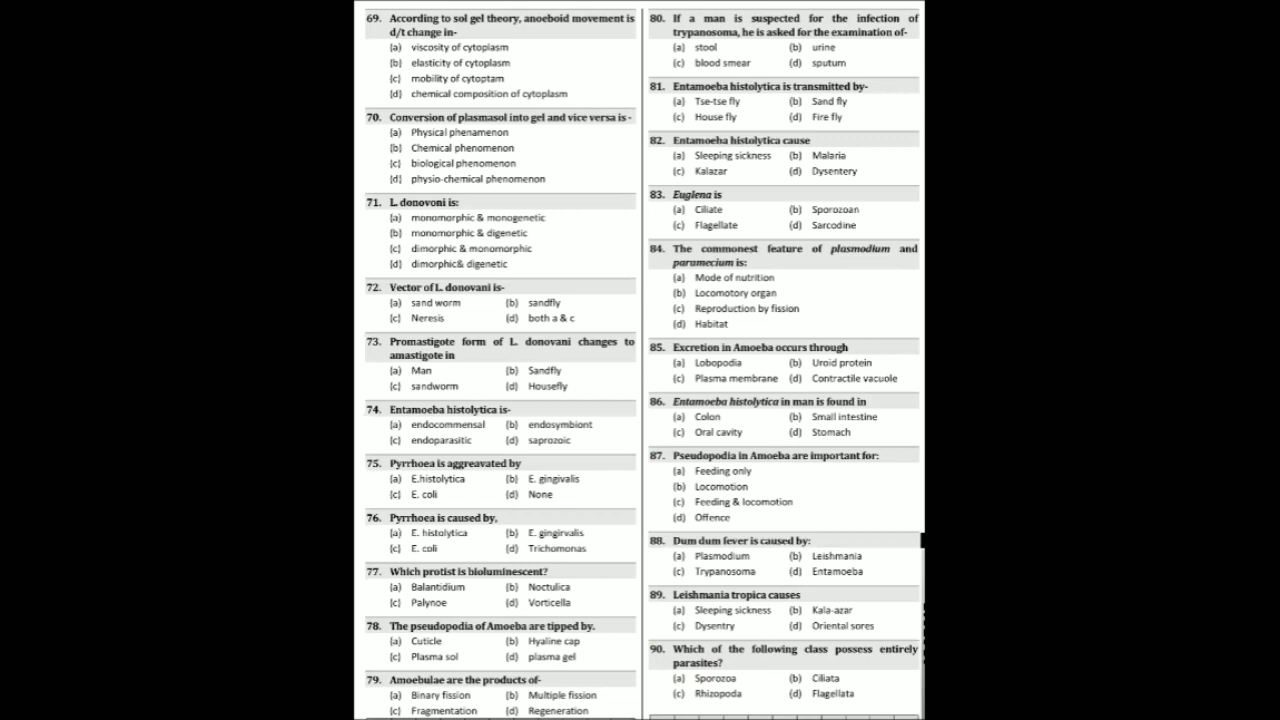 69. According to sol gel theory, anoeboid movement is
d/t change in-
(a) viscosity of cytoplasm
(b) elasticity of cytoplasm
(c) mobility of cytoptam
(d) chemical composition of cytoplasm
70. Conversion of plasmasol into gel and vice versa is -
(a) Physical phenamenon
(b) Chemical phenomenon
(c) biological phenomenon
(d) physio-chemical phenomenon
71. L. donovoni is:
(a) monomorphic & monogenetic
(b) monomorphic & digenetic
(c) dimorphic & monomorphic
(d) dimorphic& digenetic
72. Vector of L. donovani is-
(a) sand worm (b) sandfly
(c) Neresis (d) both a & c
73. Promastigote form of L. donovani changes to
amastigote in
(a) Man (b) Sandfly
(c) sandworm (d) Housefly
74. Entamoeba histolytica is-
(a) endocommensal (b) endosymbiont
(c) endoparasitic (d) saprozoic
75. Pyrrhoea is aggreavated by
(a) E.histolytica (b) E. gingivalis
(c) E. coli (d) None
76. Pyrrhoea is caused by,
(a) E. histolytica (b) E. gingirvalis
(c) E. coli (d) Trichomonas
77. Which protist is bioluminescent?
(a) Balantidium (b) Noctulica
(c) Palynoe (d) Vorticella
78. The pseudopodia of Amoeba are tipped by.
(a) Cuticle (b) Hyaline cap
(c) Plasma sol (d) plasma gel
79. Amoebulae are the products of-
(a) Binary fission (b) Multiple fission
(c) Fragmentation (d) Regeneration
80. If a man is suspected for the infection of
trypanosoma, he is asked for the examination of-
(a) stool (b) urine
(c) blood smear (d) sputum
81. Entamoeba histolytica is transmitted by-
(a) Tse-tse fly (b) Sand fly
(c) House fly (d) Fire fly
82. Entamoeba histolytica cause
(a) Sleeping sickness (b) Malaria
(c) Kalazar (d) Dysentery
83. Euglena is
(a) Ciliate (b) Sporozoan
(c) Flagellate (d) Sarcodine
84. The commonest feature of plasmodium and
paramecium is:
(a) Mode of nutrition
(b) Locomotory organ
(c) Reproduction by fission
(d) Habitat
85. Excretion in Amoeba occurs through
(a) Lobopodia (b) Uroid protein
(c) Plasma membrane (d) Contractile vacuole
86. Entamoeba histolytica in man is found in
(a) Colon (b) Small intestine
(c) Oral cavity (d) Stomach
87. Pseudopodia in Amoeba are important for:
(a) Feeding only
(b) Locomotion
(c) Feeding & locomotion
(d) Offence
88. Dum dum fever is caused by:
(a) Plasmodium (b) Leishmania
(c) Trypanosoma (d) Entamoeba
89. Leishmania tropica causes
(a) Sleeping sickness (b) Kala-azar
(c) Dysentry (d) Oriental sores
90. Which of the following class possess entirely
parasites?
(a) Sporozoa (b) Ciliata
(c) Rhizopoda (d) Flagellata